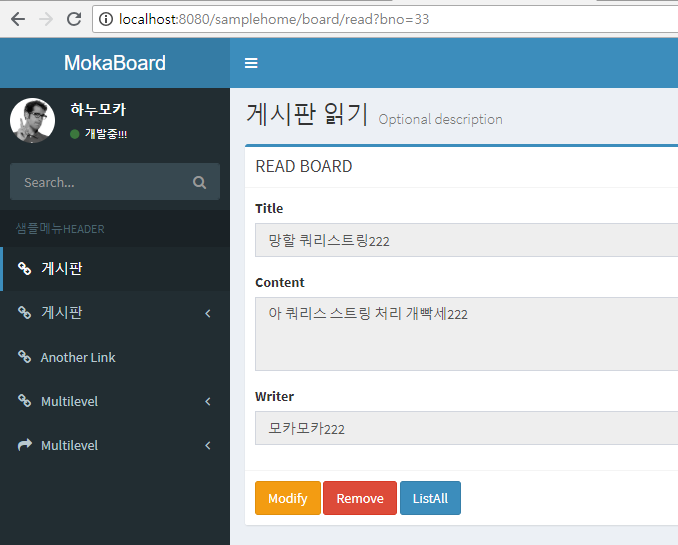 localhost:8080/samplehome/board/read?bno=33
MokaBoard
하누모카
개발중!!!
Search...
샘플메뉴HEADER
게시판
게시판
Another Link
Multilevel
Multilevel
게시판 읽기 Optional description
READ BOARD
Title
망할 쿼리스트링222
Content
아 쿼리스 스트링 처리 개빡세222
Writer
모카모카222
Modify Remove ListAll